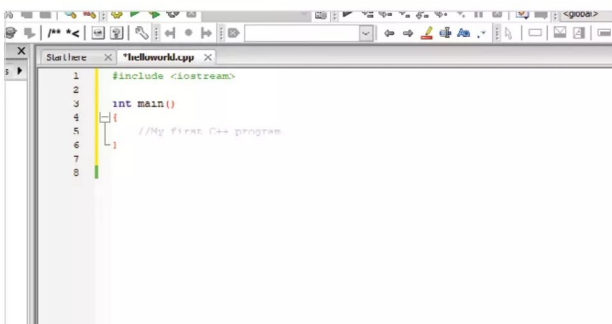 <global>
/** *<
X
Start here X *helloworld.cpp X
s
1 #include <iostream>
2
3 int main()
4 {
5 //My first C++ program
6 }
7
8